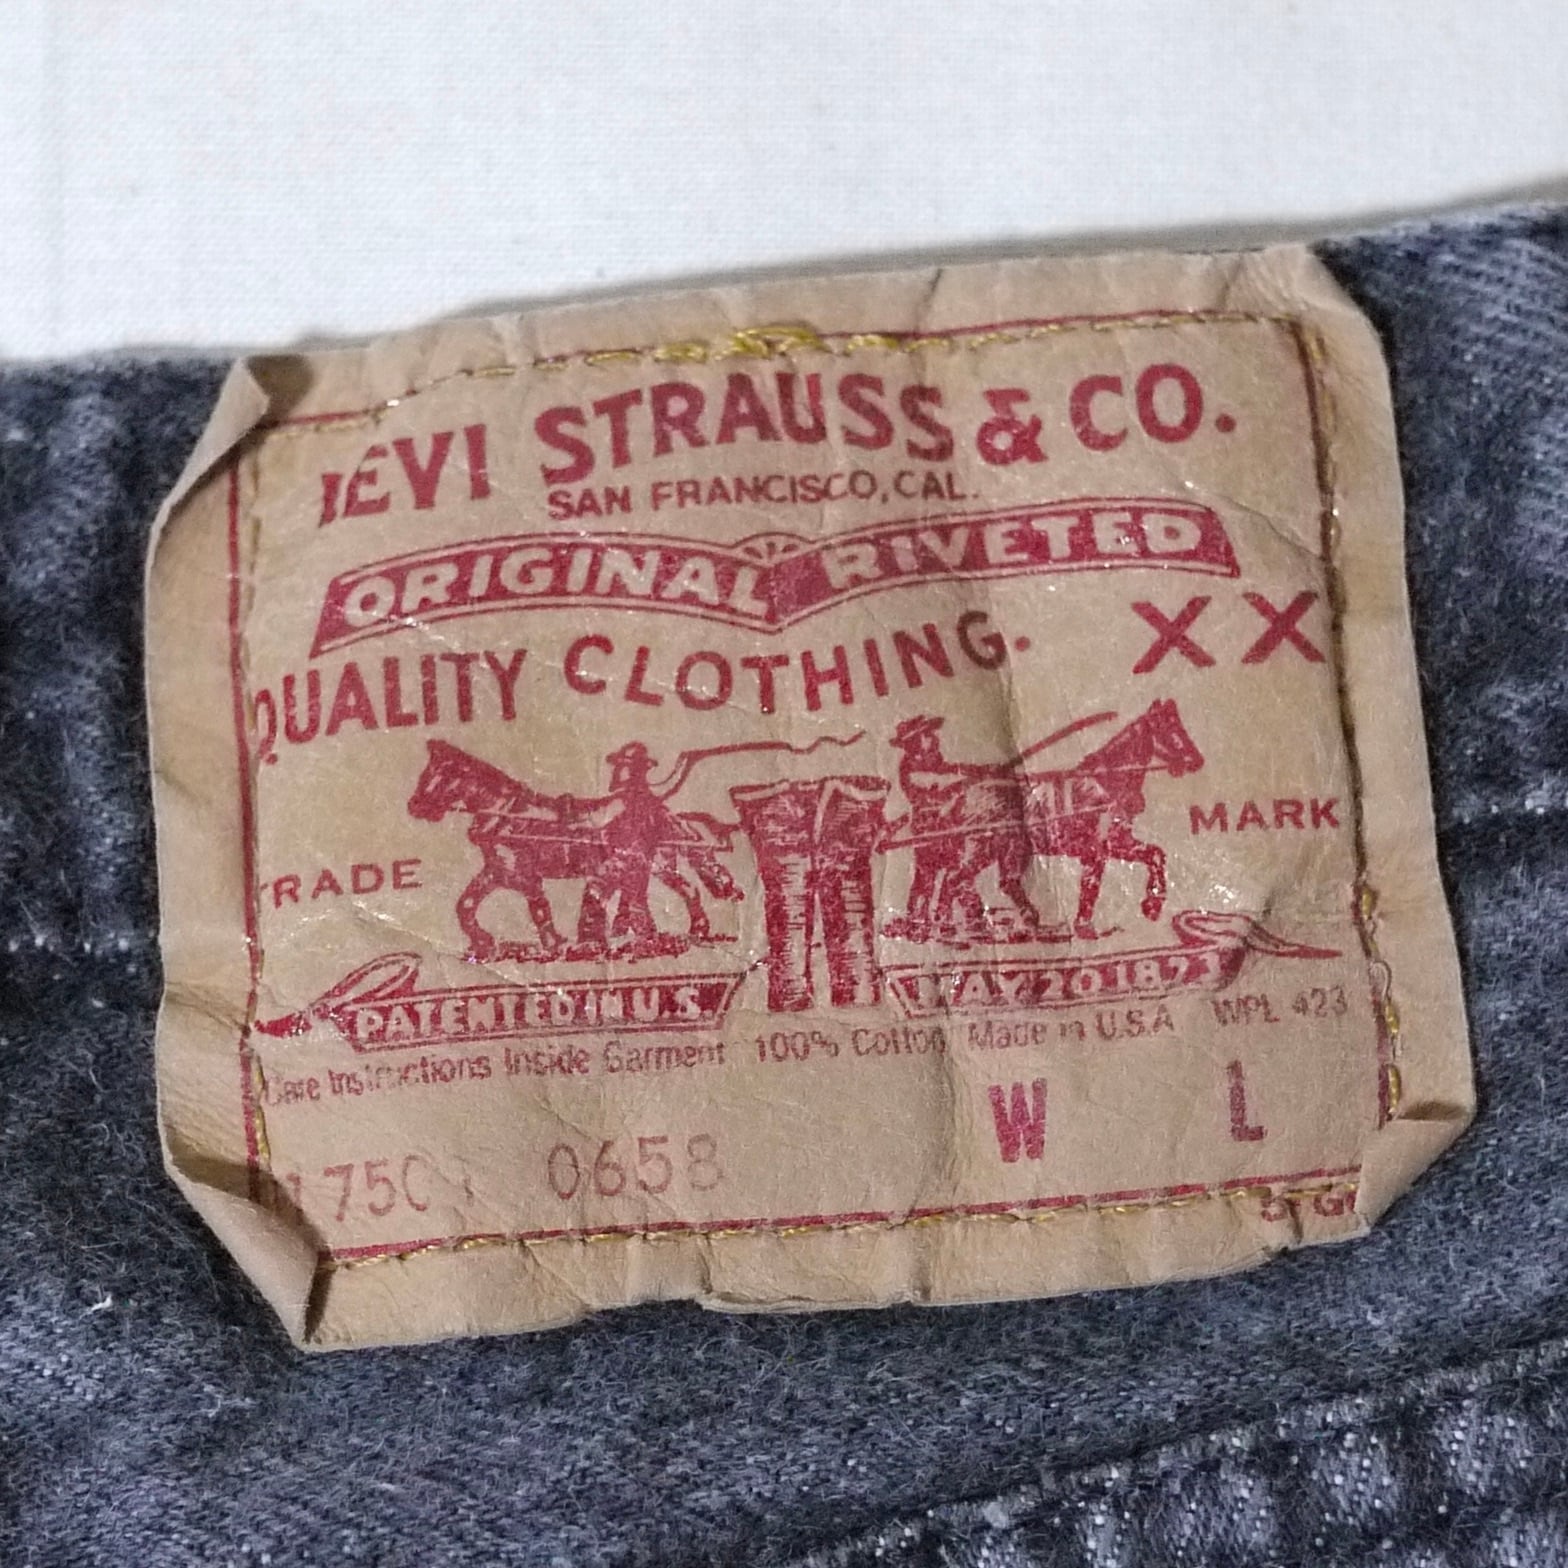 LEVI STRAUSS & CO.
SAN FRANCISCO, CAL.
ORIGINAL RIVETED
QUALITY CLOTHING. XX
TRADE MARK
PATENTED IN U.S. MAY 20 1873
Care Instructions Inside Garment 100% Cotton Made in U.S.A WPL 423
W L
0658